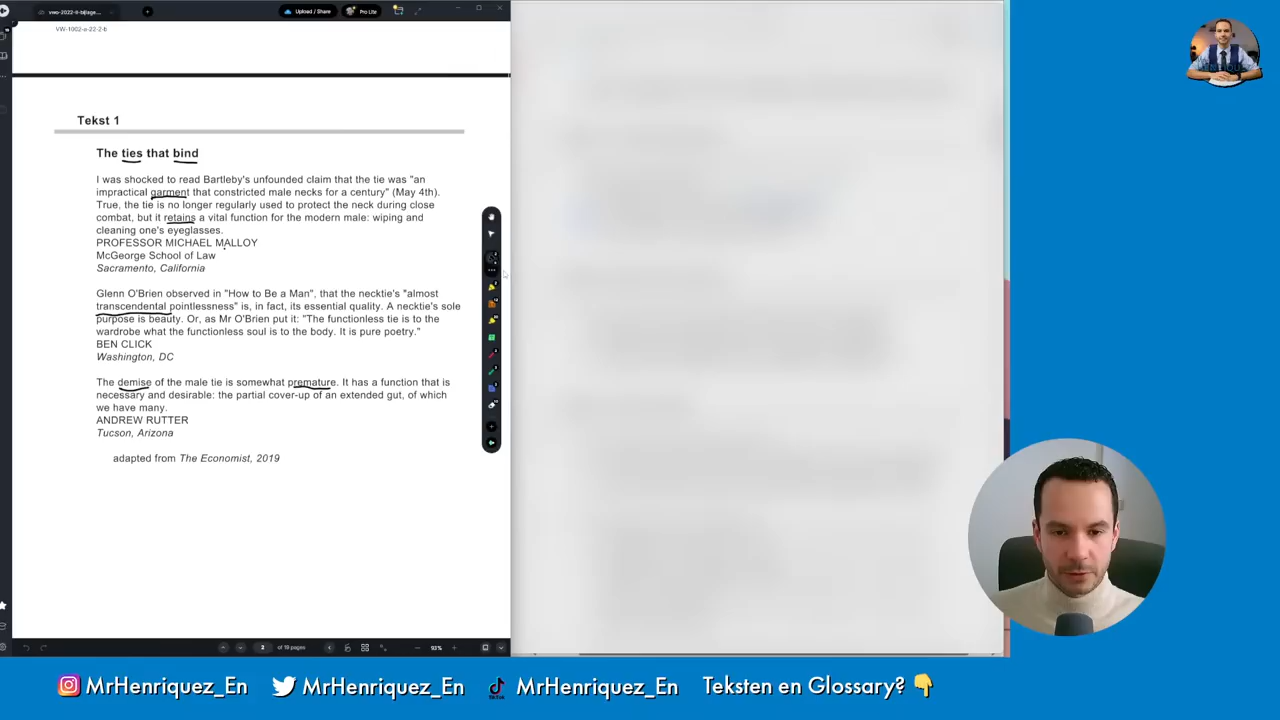 vwo-2022-II-bijlage...
Upload / Share
Pro Lite
VW-1002-a-22-2-b
Tekst 1
The ties that bind
I was shocked to read Bartleby's unfounded claim that the tie was "an
impractical garment that constricted male necks for a century" (May 4th).
True, the tie is no longer regularly used to protect the neck during close
combat, but it retains a vital function for the modern male: wiping and
cleaning one's eyeglasses.
PROFESSOR MICHAEL MALLOY
McGeorge School of Law
Sacramento, California
Glenn O'Brien observed in "How to Be a Man", that the necktie's "almost
transcendental pointlessness" is, in fact, its essential quality. A necktie's sole
purpose is beauty. Or, as Mr O'Brien put it: "The functionless tie is to the
wardrobe what the functionless soul is to the body. It is pure poetry."
BEN CLICK
Washington, DC
The demise of the male tie is somewhat premature. It has a function that is
necessary and desirable: the partial cover-up of an extended gut, of which
we have many.
ANDREW RUTTER
Tucson, Arizona
adapted from The Economist, 2019
2 of 19 pages
93%
MrHenriquez_En
MrHenriquez_En
MrHenriquez_En
Teksten en Glossary? 👇